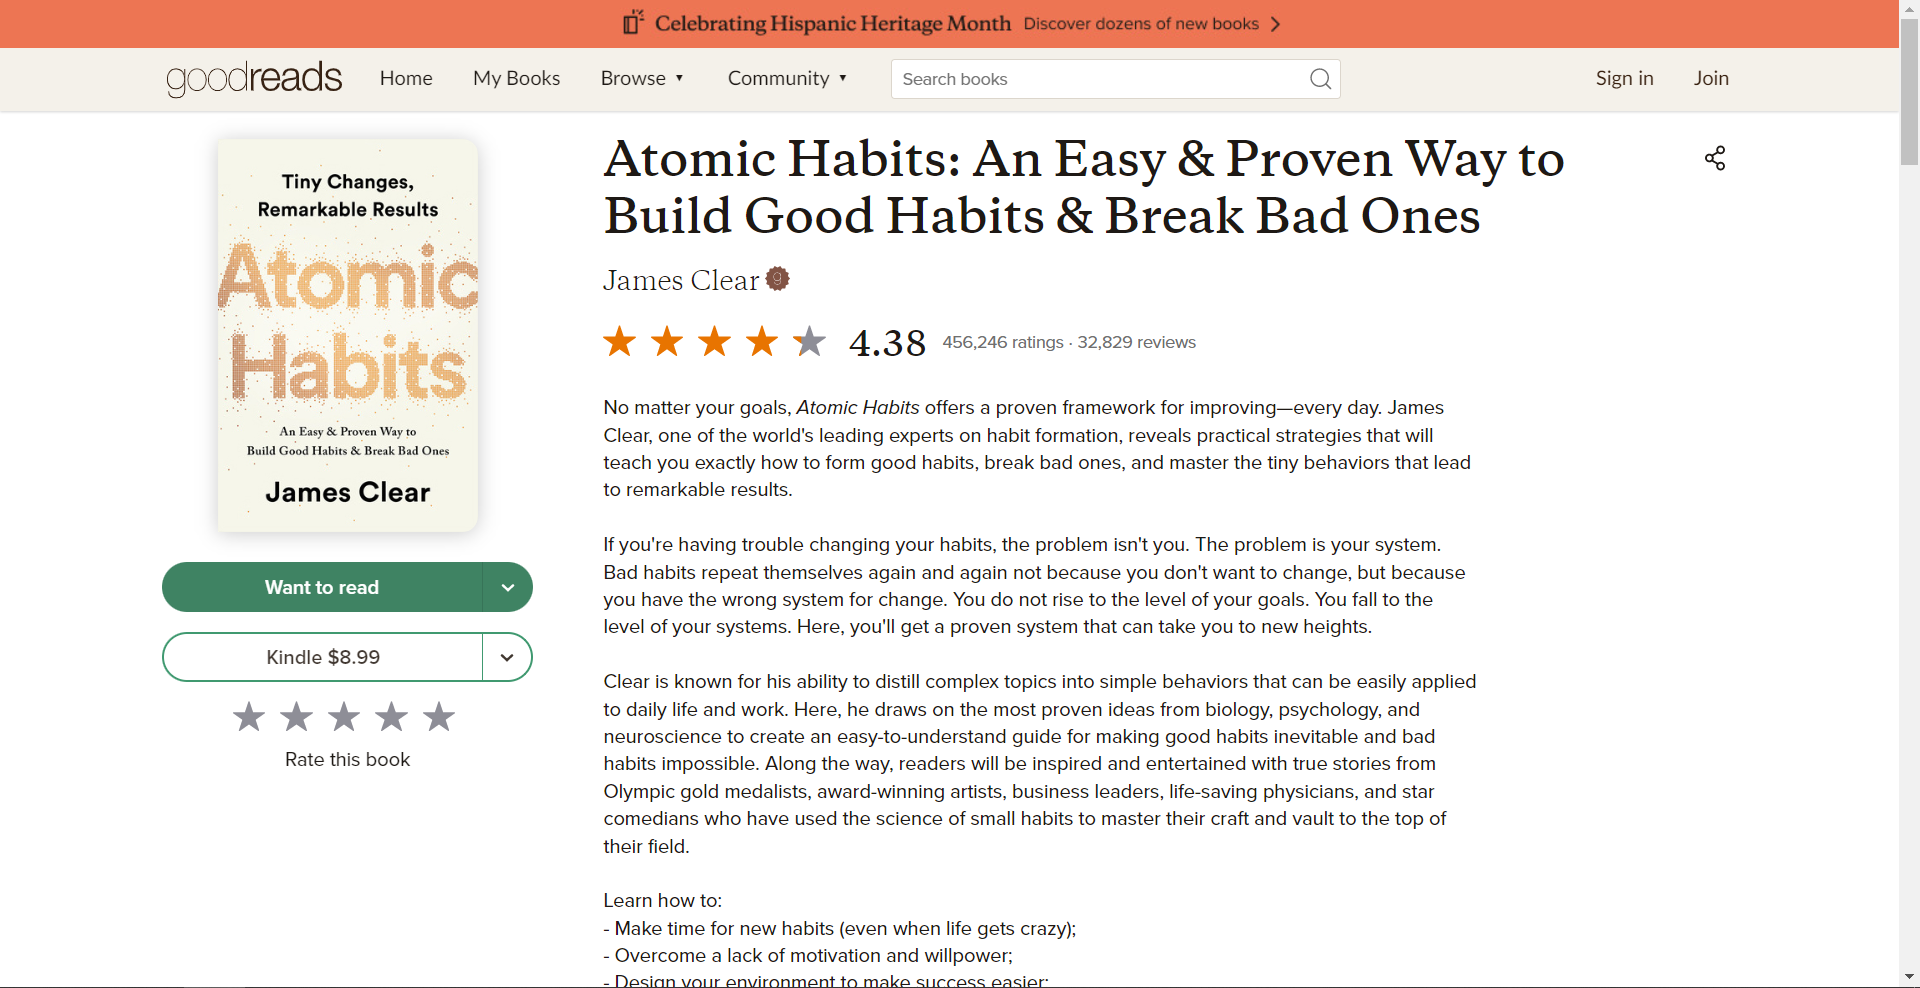 Celebrating Hispanic Heritage Month Discover dozens of new books
goodreads Home My Books Browse Community Search books Sign in Join
Tiny Changes,
Remarkable Results
Atomic
Habits
An Easy & Proven Way to
Build Good Habits & Break Bad Ones
James Clear
Want to read
Kindle $8.99
Rate this book
Atomic Habits: An Easy & Proven Way to
Build Good Habits & Break Bad Ones
James Clear g
4.38 456,246 ratings · 32,829 reviews
No matter your goals, Atomic Habits offers a proven framework for improving—every day. James
Clear, one of the world's leading experts on habit formation, reveals practical strategies that will
teach you exactly how to form good habits, break bad ones, and master the tiny behaviors that lead
to remarkable results.
If you're having trouble changing your habits, the problem isn't you. The problem is your system.
Bad habits repeat themselves again and again not because you don't want to change, but because
you have the wrong system for change. You do not rise to the level of your goals. You fall to the
level of your systems. Here, you'll get a proven system that can take you to new heights.
Clear is known for his ability to distill complex topics into simple behaviors that can be easily applied
to daily life and work. Here, he draws on the most proven ideas from biology, psychology, and
neuroscience to create an easy-to-understand guide for making good habits inevitable and bad
habits impossible. Along the way, readers will be inspired and entertained with true stories from
Olympic gold medalists, award-winning artists, business leaders, life-saving physicians, and star
comedians who have used the science of small habits to master their craft and vault to the top of
their field.
Learn how to:
- Make time for new habits (even when life gets crazy);
- Overcome a lack of motivation and willpower;
- Design your environment to make success easier;